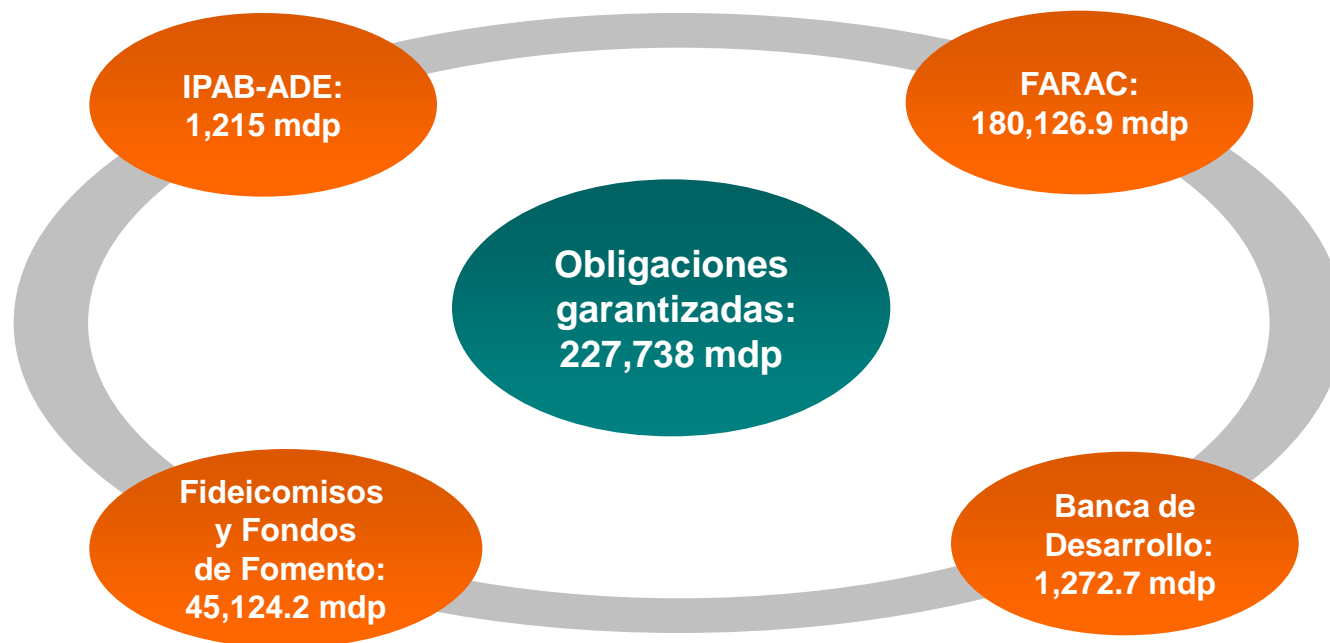 IPAB-ADE:
1,215 mdp
FARAC:
180,126.9 mdp
Obligaciones
garantizadas:
227,738 mdp
Fideicomisos
y Fondos
de Fomento:
45,124.2 mdp
Banca de
Desarrollo:
1,272.7 mdp